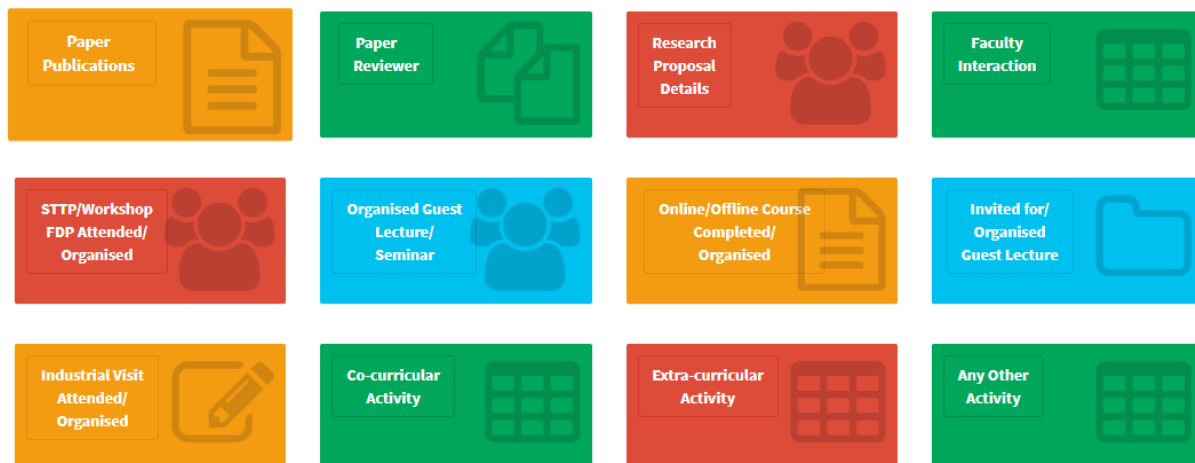 Paper
Publications
Paper
Reviewer
Research
Proposal
Details
Faculty
Interaction
STTP/Workshop
FDP Attended/
Organised
Organised Guest
Lecture/
Seminar
Online/Offline Course
Completed/
Organised
Invited for/
Organised
Guest Lecture
Industrial Visit
Attended/
Organised
Co-curricular
Activity
Extra-curricular
Activity
Any Other
Activity